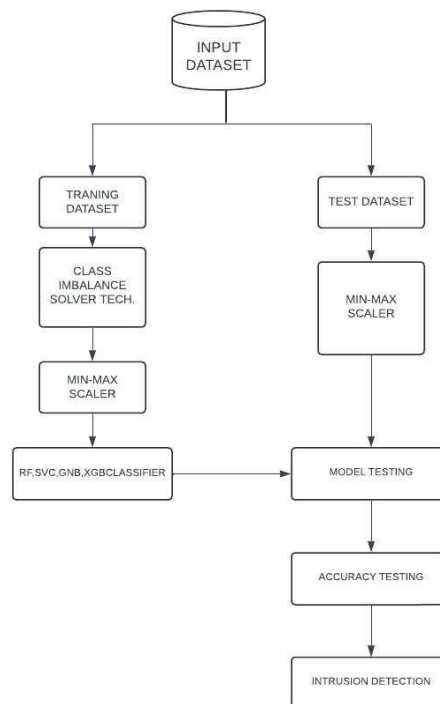 INPUT
DATASET
TRANING
DATASET
TEST DATASET
CLASS
IMBALANCE
SOLVER TECH.
MIN-MAX
SCALER
MIN-MAX
SCALER
RF,SVC,GNB,XGBCLASSIFIER
MODEL TESTING
ACCURACY TESTING
INTRUSION DETECTION